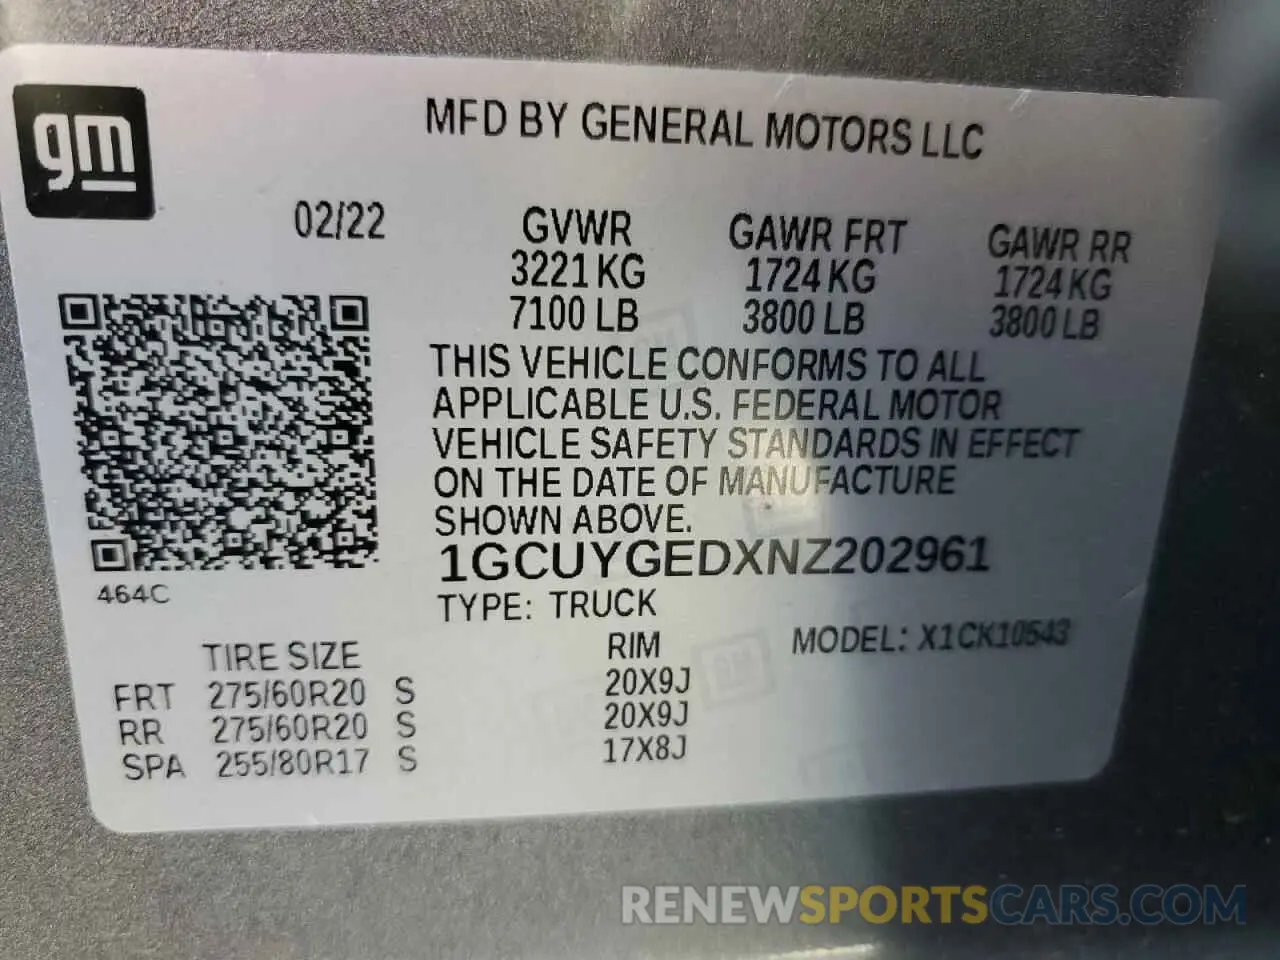 gm
MFD BY GENERAL MOTORS LLC
02/22 GVWR GAWR FRT GAWR RR
3221 KG 1724 KG 1724 KG
7100 LB 3800 LB 3800 LB
THIS VEHICLE CONFORMS TO ALL
APPLICABLE U.S. FEDERAL MOTOR
VEHICLE SAFETY STANDARDS IN EFFECT
ON THE DATE OF MANUFACTURE
SHOWN ABOVE.
1GCUYGEDXNZ202961
464C
TYPE: TRUCK
MODEL: X1CK10543
TIRE SIZE RIM
FRT 275/60R20 S 20X9J
RR 275/60R20 S 20X9J
SPA 255/80R17 S 17X8J
RENEWSPORTSCARS.COM